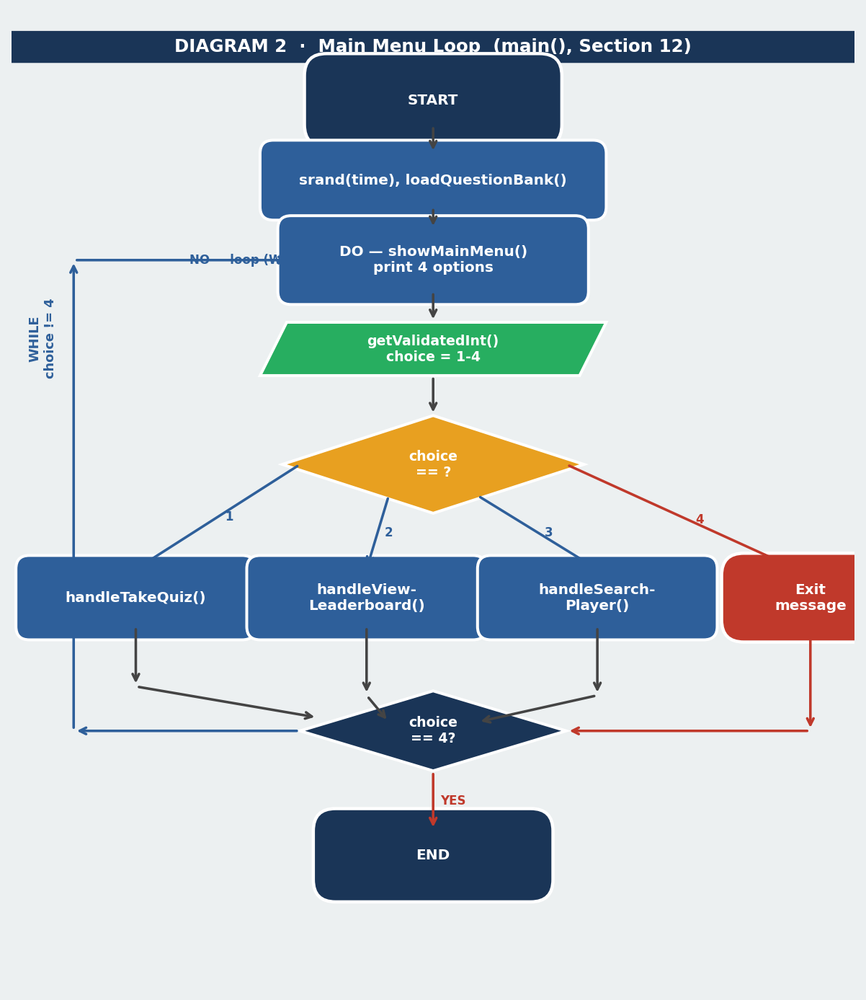 DIAGRAM 2 · Main Menu Loop (main(), Section 12)
START
srand(time), loadQuestionBank()
DO — showMainMenu()
print 4 options
NO loop (W
WHILE
choice != 4
getValidatedInt()
choice = 1-4
choice
== ?
1
2
3
4
handleTakeQuiz()
handleView-
Leaderboard()
handleSearch-
Player()
Exit
message
choice
== 4?
YES
END